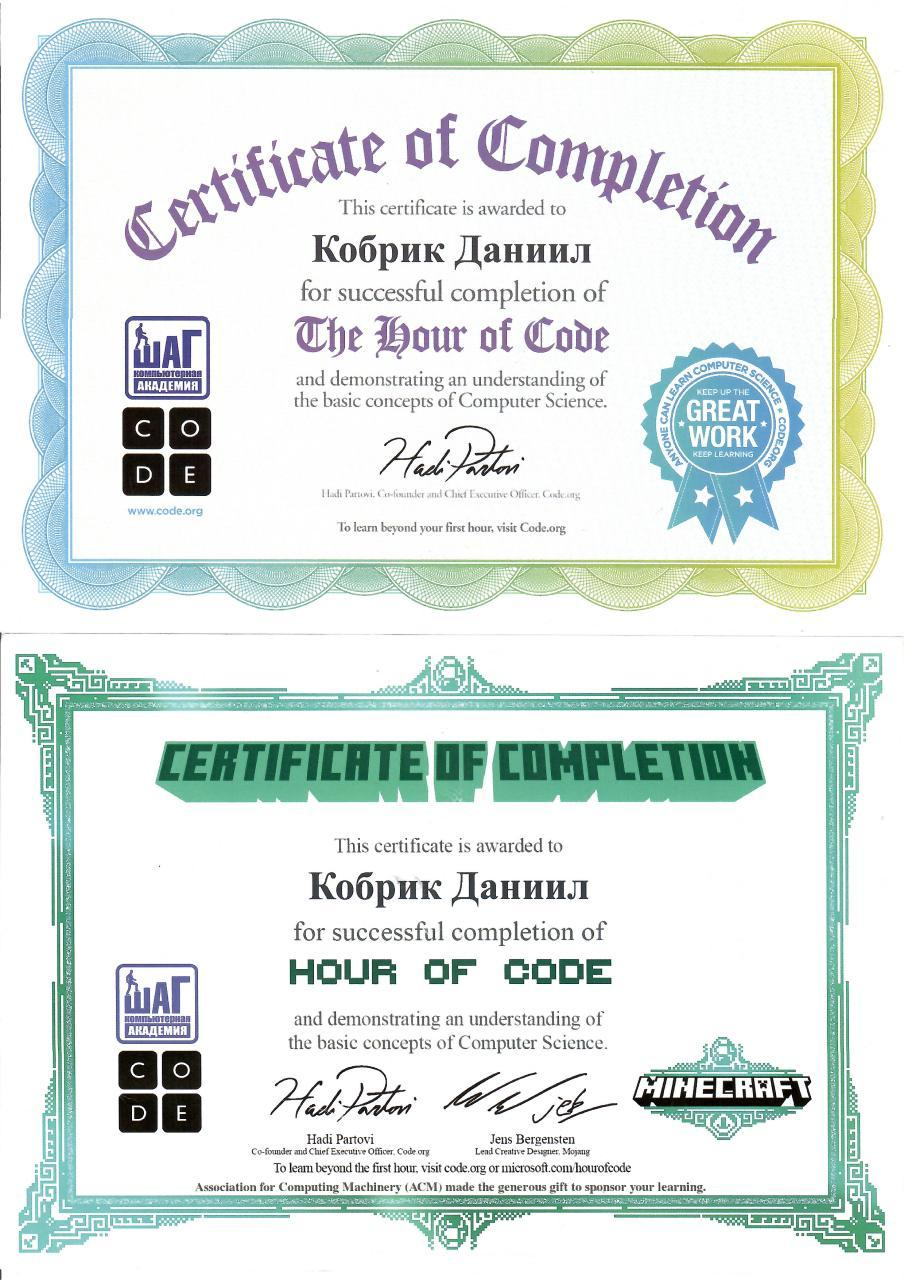 Certificate of Completion
This certificate is awarded to
Кобрик Даниил
for successful completion of
The Hour of Code
and demonstrating an understanding of
the basic concepts of Computer Science.
ШАГ
КОМПЬЮТЕРНАЯ
АКАДЕМИЯ
CO
DE
www.code.org
Hadi Partovi
Hadi Partovi, Co-founder and Chief Executive Officer, Code.org
To learn beyond your first hour, visit Code.org
ANYONE CAN LEARN COMPUTER SCIENCE • CODE.ORG
KEEP UP THE
GREAT
WORK
KEEP LEARNING
CERTIFICATE OF COMPLETION
This certificate is awarded to
Кобрик Даниил
for successful completion of
HOUR OF CODE
and demonstrating an understanding of
the basic concepts of Computer Science.
ШАГ
КОМПЬЮТЕРНАЯ
АКАДЕМИЯ
CO
DE
MINECRAFT
Hadi Partovi
jeb
Hadi Partovi
Co-founder and Chief Executive Officer, Code org
Jens Bergensten
Lead Creative Designer, Mojang
To learn beyond the first hour, visit code.org or microsoft.com/hourofcode
Association for Computing Machinery (ACM) made the generous gift to sponsor your learning.